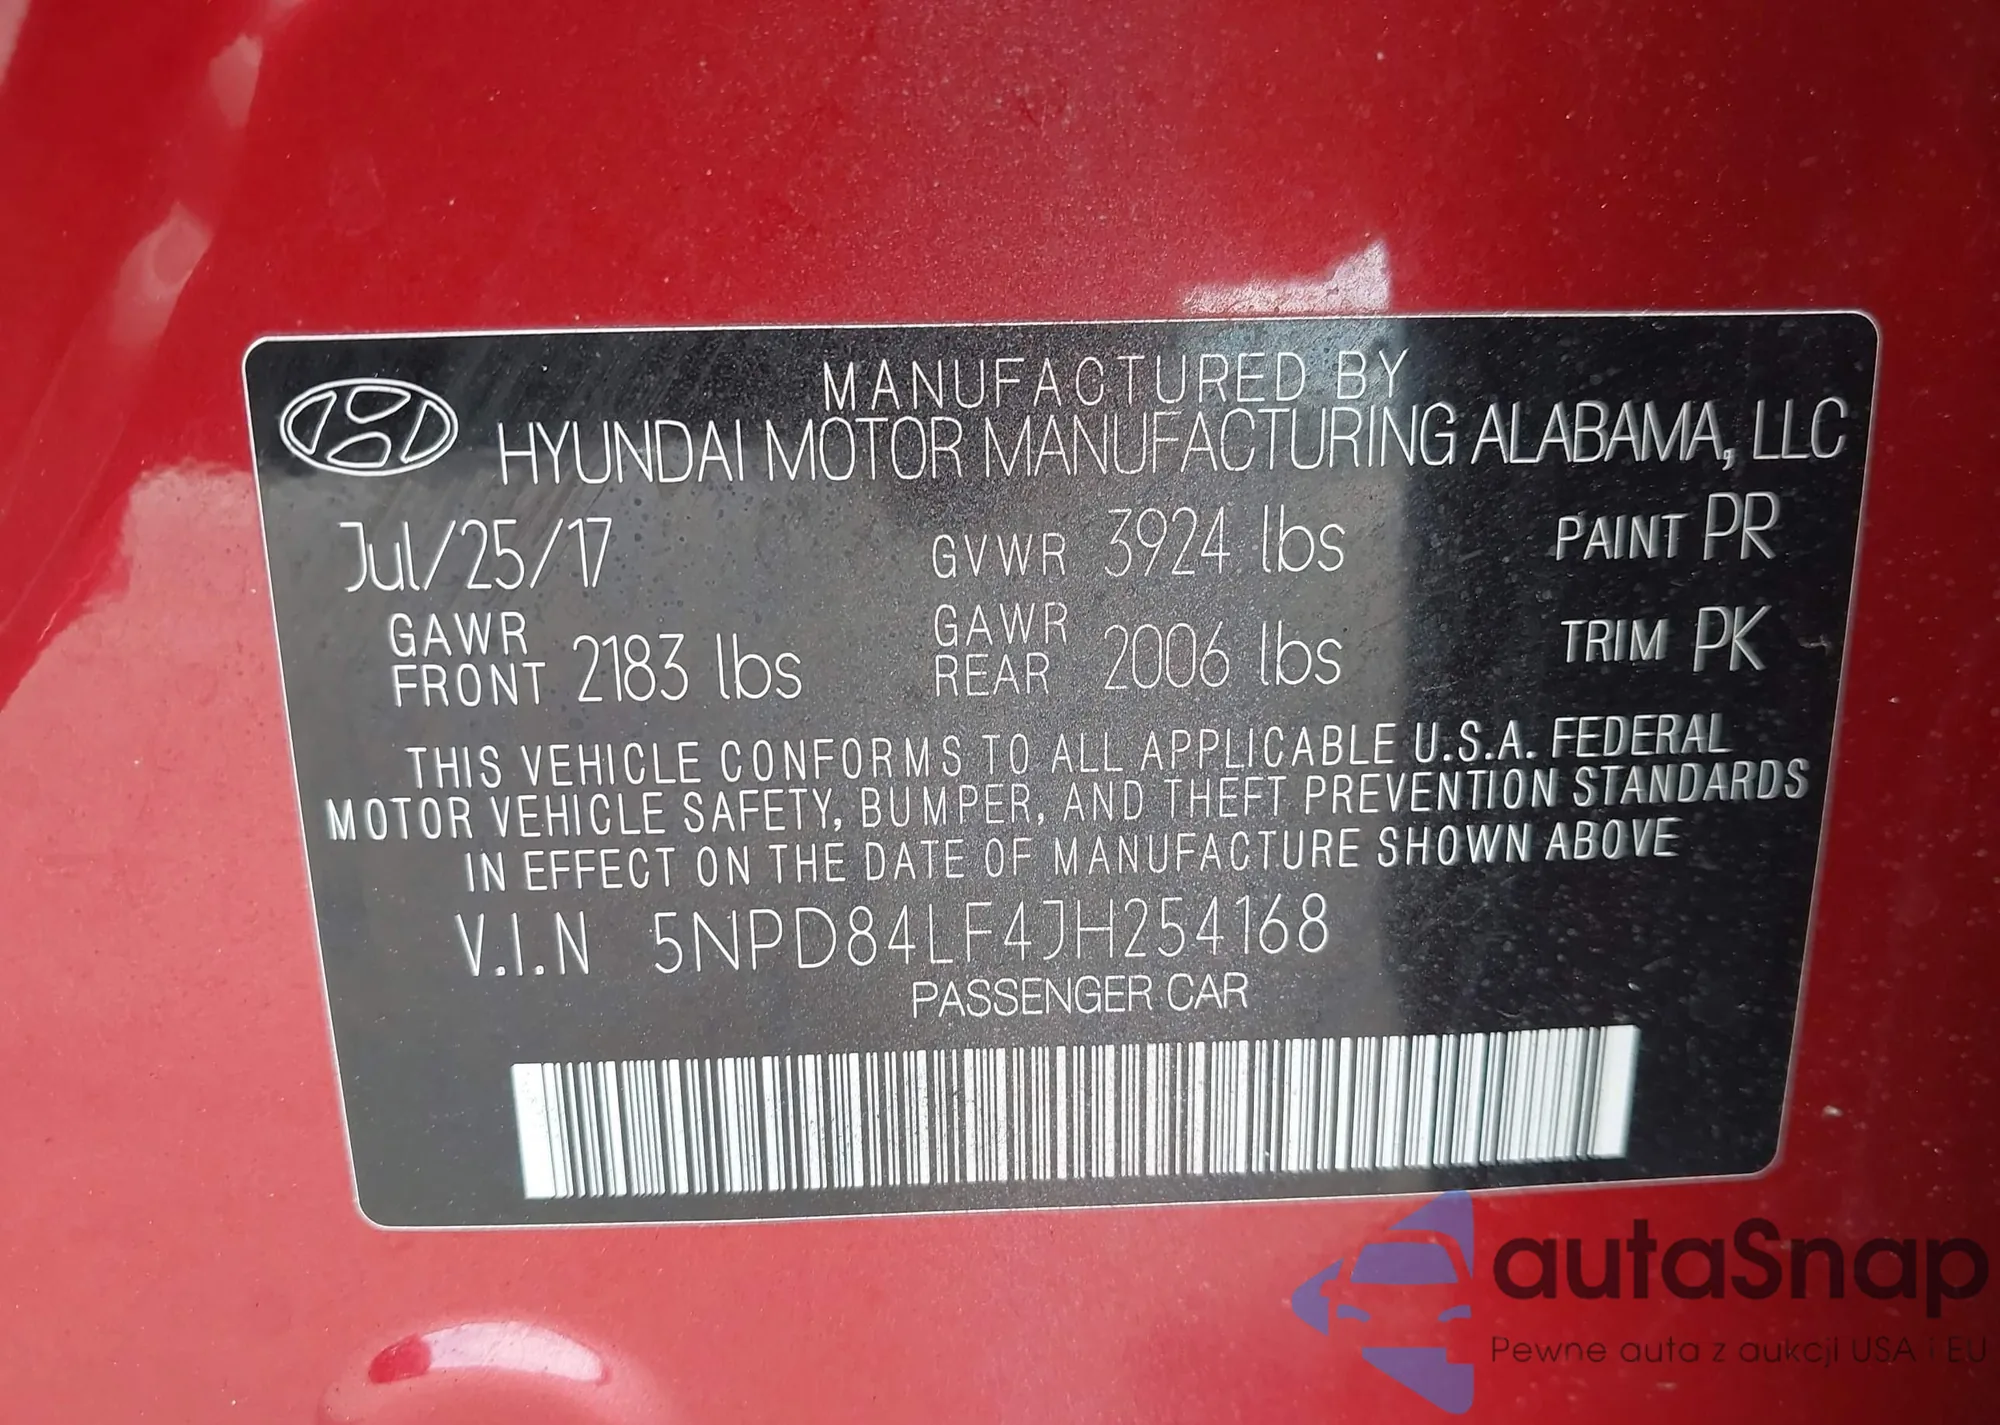 MANUFACTURED BY
HYUNDAI MOTOR MANUFACTURING ALABAMA, LLC
Jul/25/17 GVWR 3924 lbs PAINT PR
GAWR FRONT 2183 lbs GAWR REAR 2006 lbs TRIM PK
THIS VEHICLE CONFORMS TO ALL APPLICABLE U.S.A. FEDERAL
MOTOR VEHICLE SAFETY, BUMPER, AND THEFT PREVENTION STANDARDS
IN EFFECT ON THE DATE OF MANUFACTURE SHOWN ABOVE
V.I.N 5NPD84LF4JH254168
PASSENGER CAR
autaSnap
Pewne auta z aukcji USA i EU